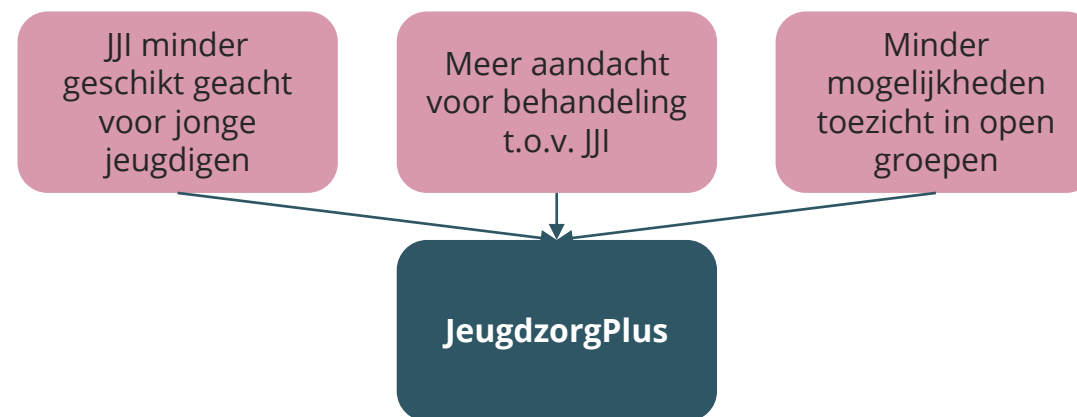 JJI minder
geschikt geacht
voor jonge
jeugdigen
Meer aandacht
voor behandeling
t.o.v. JJI
Minder
mogelijkheden
toezicht in open
groepen
JeugdzorgPlus